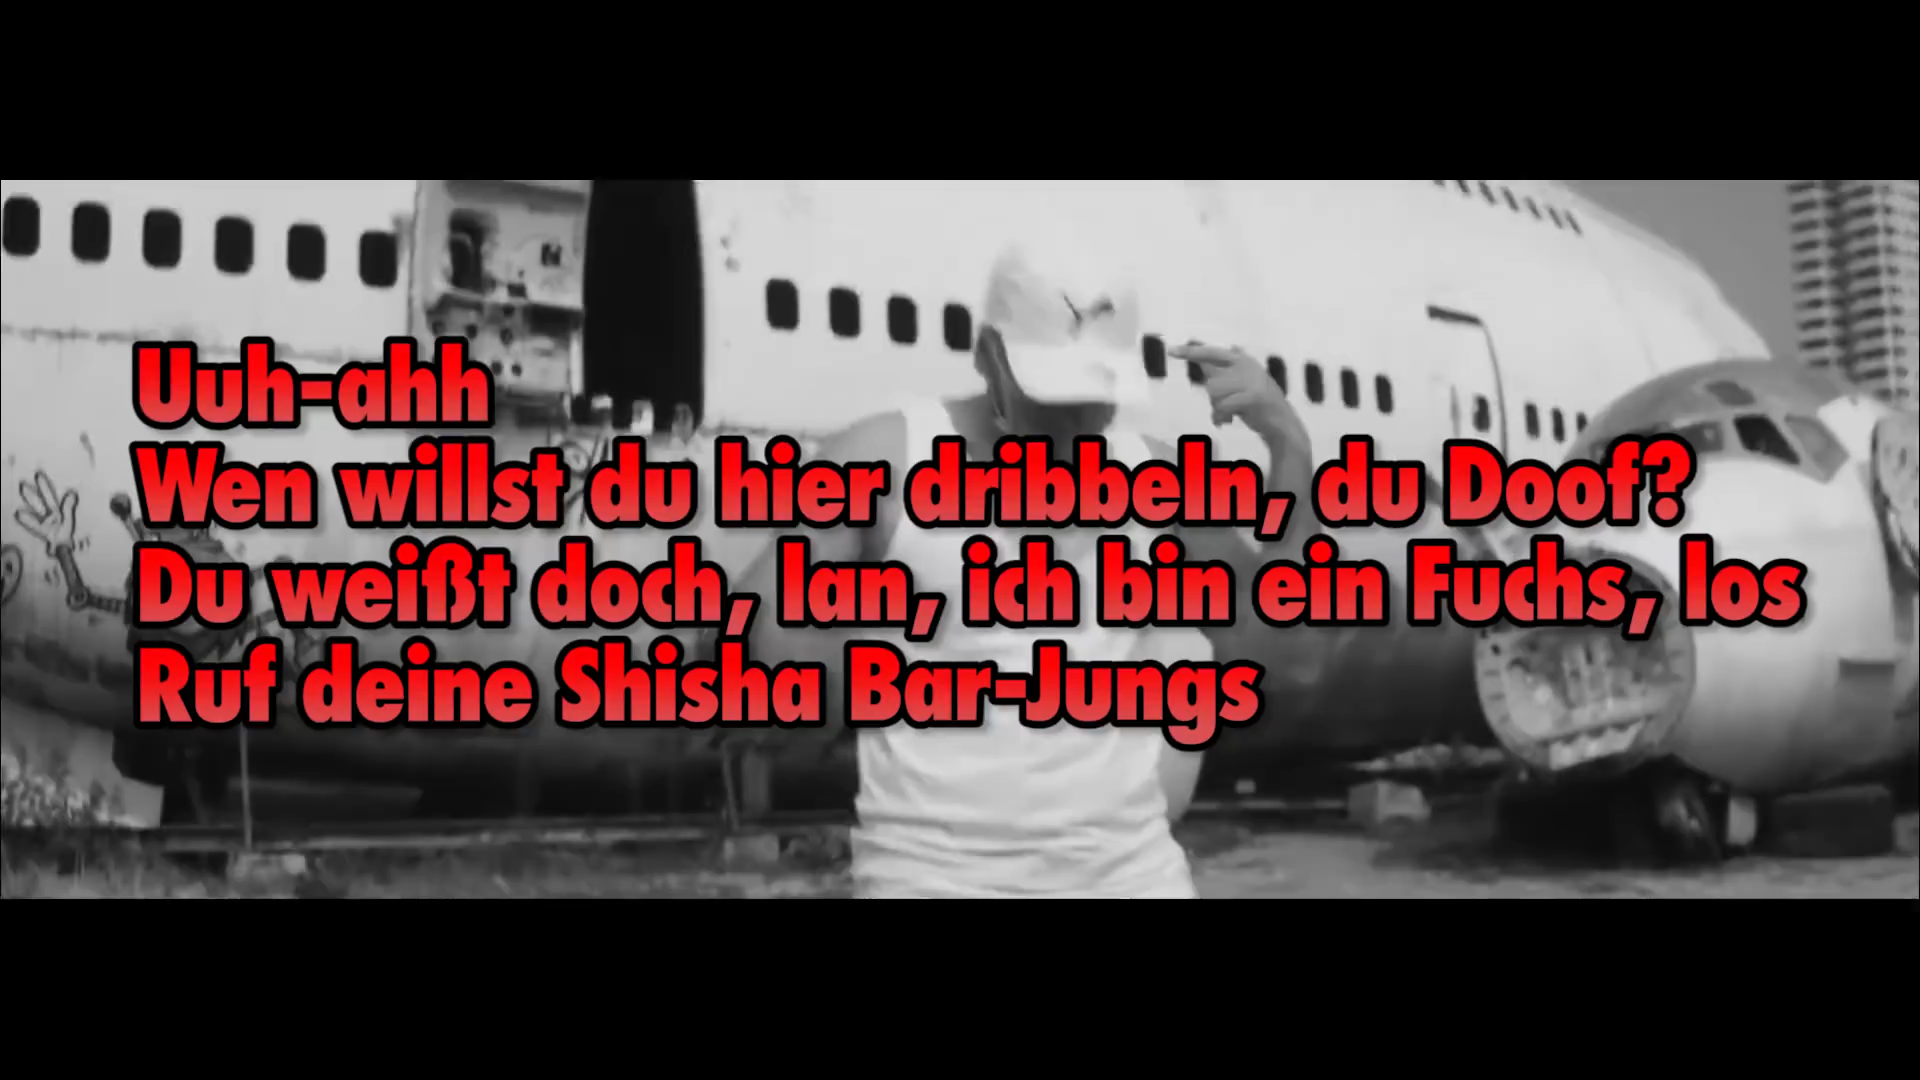 Uuh-ahh
Wen willst du hier dribbeln, du Doof?
Du weißt doch, lan, ich bin ein Fuchs, los
Ruf deine Shisha Bar-Jungs